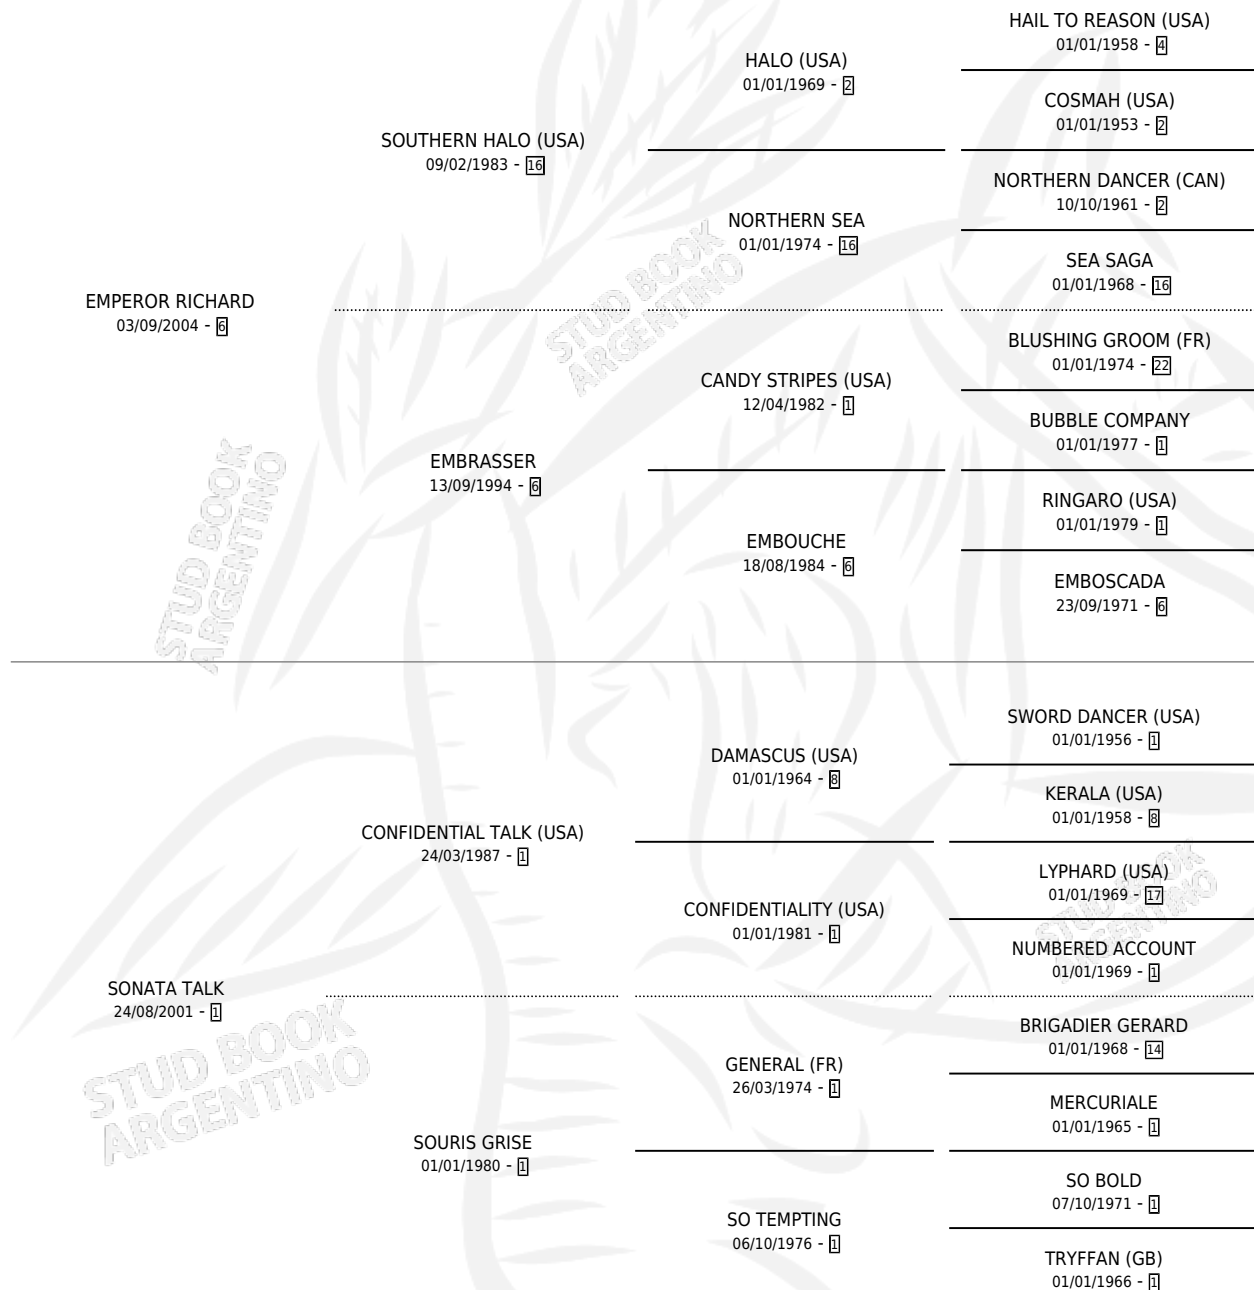 HAIL TO REASON (USA)
01/01/1958 - 4
HALO (USA)
01/01/1969 - 2
COSMAH (USA)
01/01/1953 - 2
SOUTHERN HALO (USA)
09/02/1983 - 16
NORTHERN DANCER (CAN)
10/10/1961 - 2
NORTHERN SEA
01/01/1974 - 16
SEA SAGA
01/01/1968 - 16
EMPEROR RICHARD
03/09/2004 - 6
STUD BOOK
ARGENTINO
BLUSHING GROOM (FR)
01/01/1974 - 22
CANDY STRIPES (USA)
12/04/1982 - 1
BUBBLE COMPANY
01/01/1977 - 1
EMBRASSER
13/09/1994 - 6
RINGARO (USA)
01/01/1979 - 1
EMBOUCHE
18/08/1984 - 6
EMBOSCADA
23/09/1971 - 6
STUD BOOK
ARGENTINO
SWORD DANCER (USA)
01/01/1956 - 1
DAMASCUS (USA)
01/01/1964 - 8
KERALA (USA)
01/01/1958 - 8
CONFIDENTIAL TALK (USA)
24/03/1987 - 1
LYPHARD (USA)
01/01/1969 - 17
CONFIDENTIALITY (USA)
01/01/1981 - 1
STUD BOOK
ARGENTINO
NUMBERED ACCOUNT
01/01/1969 - 1
SONATA TALK
24/08/2001 - 1
STUD BOOK
ARGENTINO
BRIGADIER GERARD
01/01/1968 - 14
GENERAL (FR)
26/03/1974 - 1
MERCURIALE
01/01/1965 - 1
SOURIS GRISE
01/01/1980 - 1
SO BOLD
07/10/1971 - 1
SO TEMPTING
06/10/1976 - 1
TRYFFAN (GB)
01/01/1966 - 1